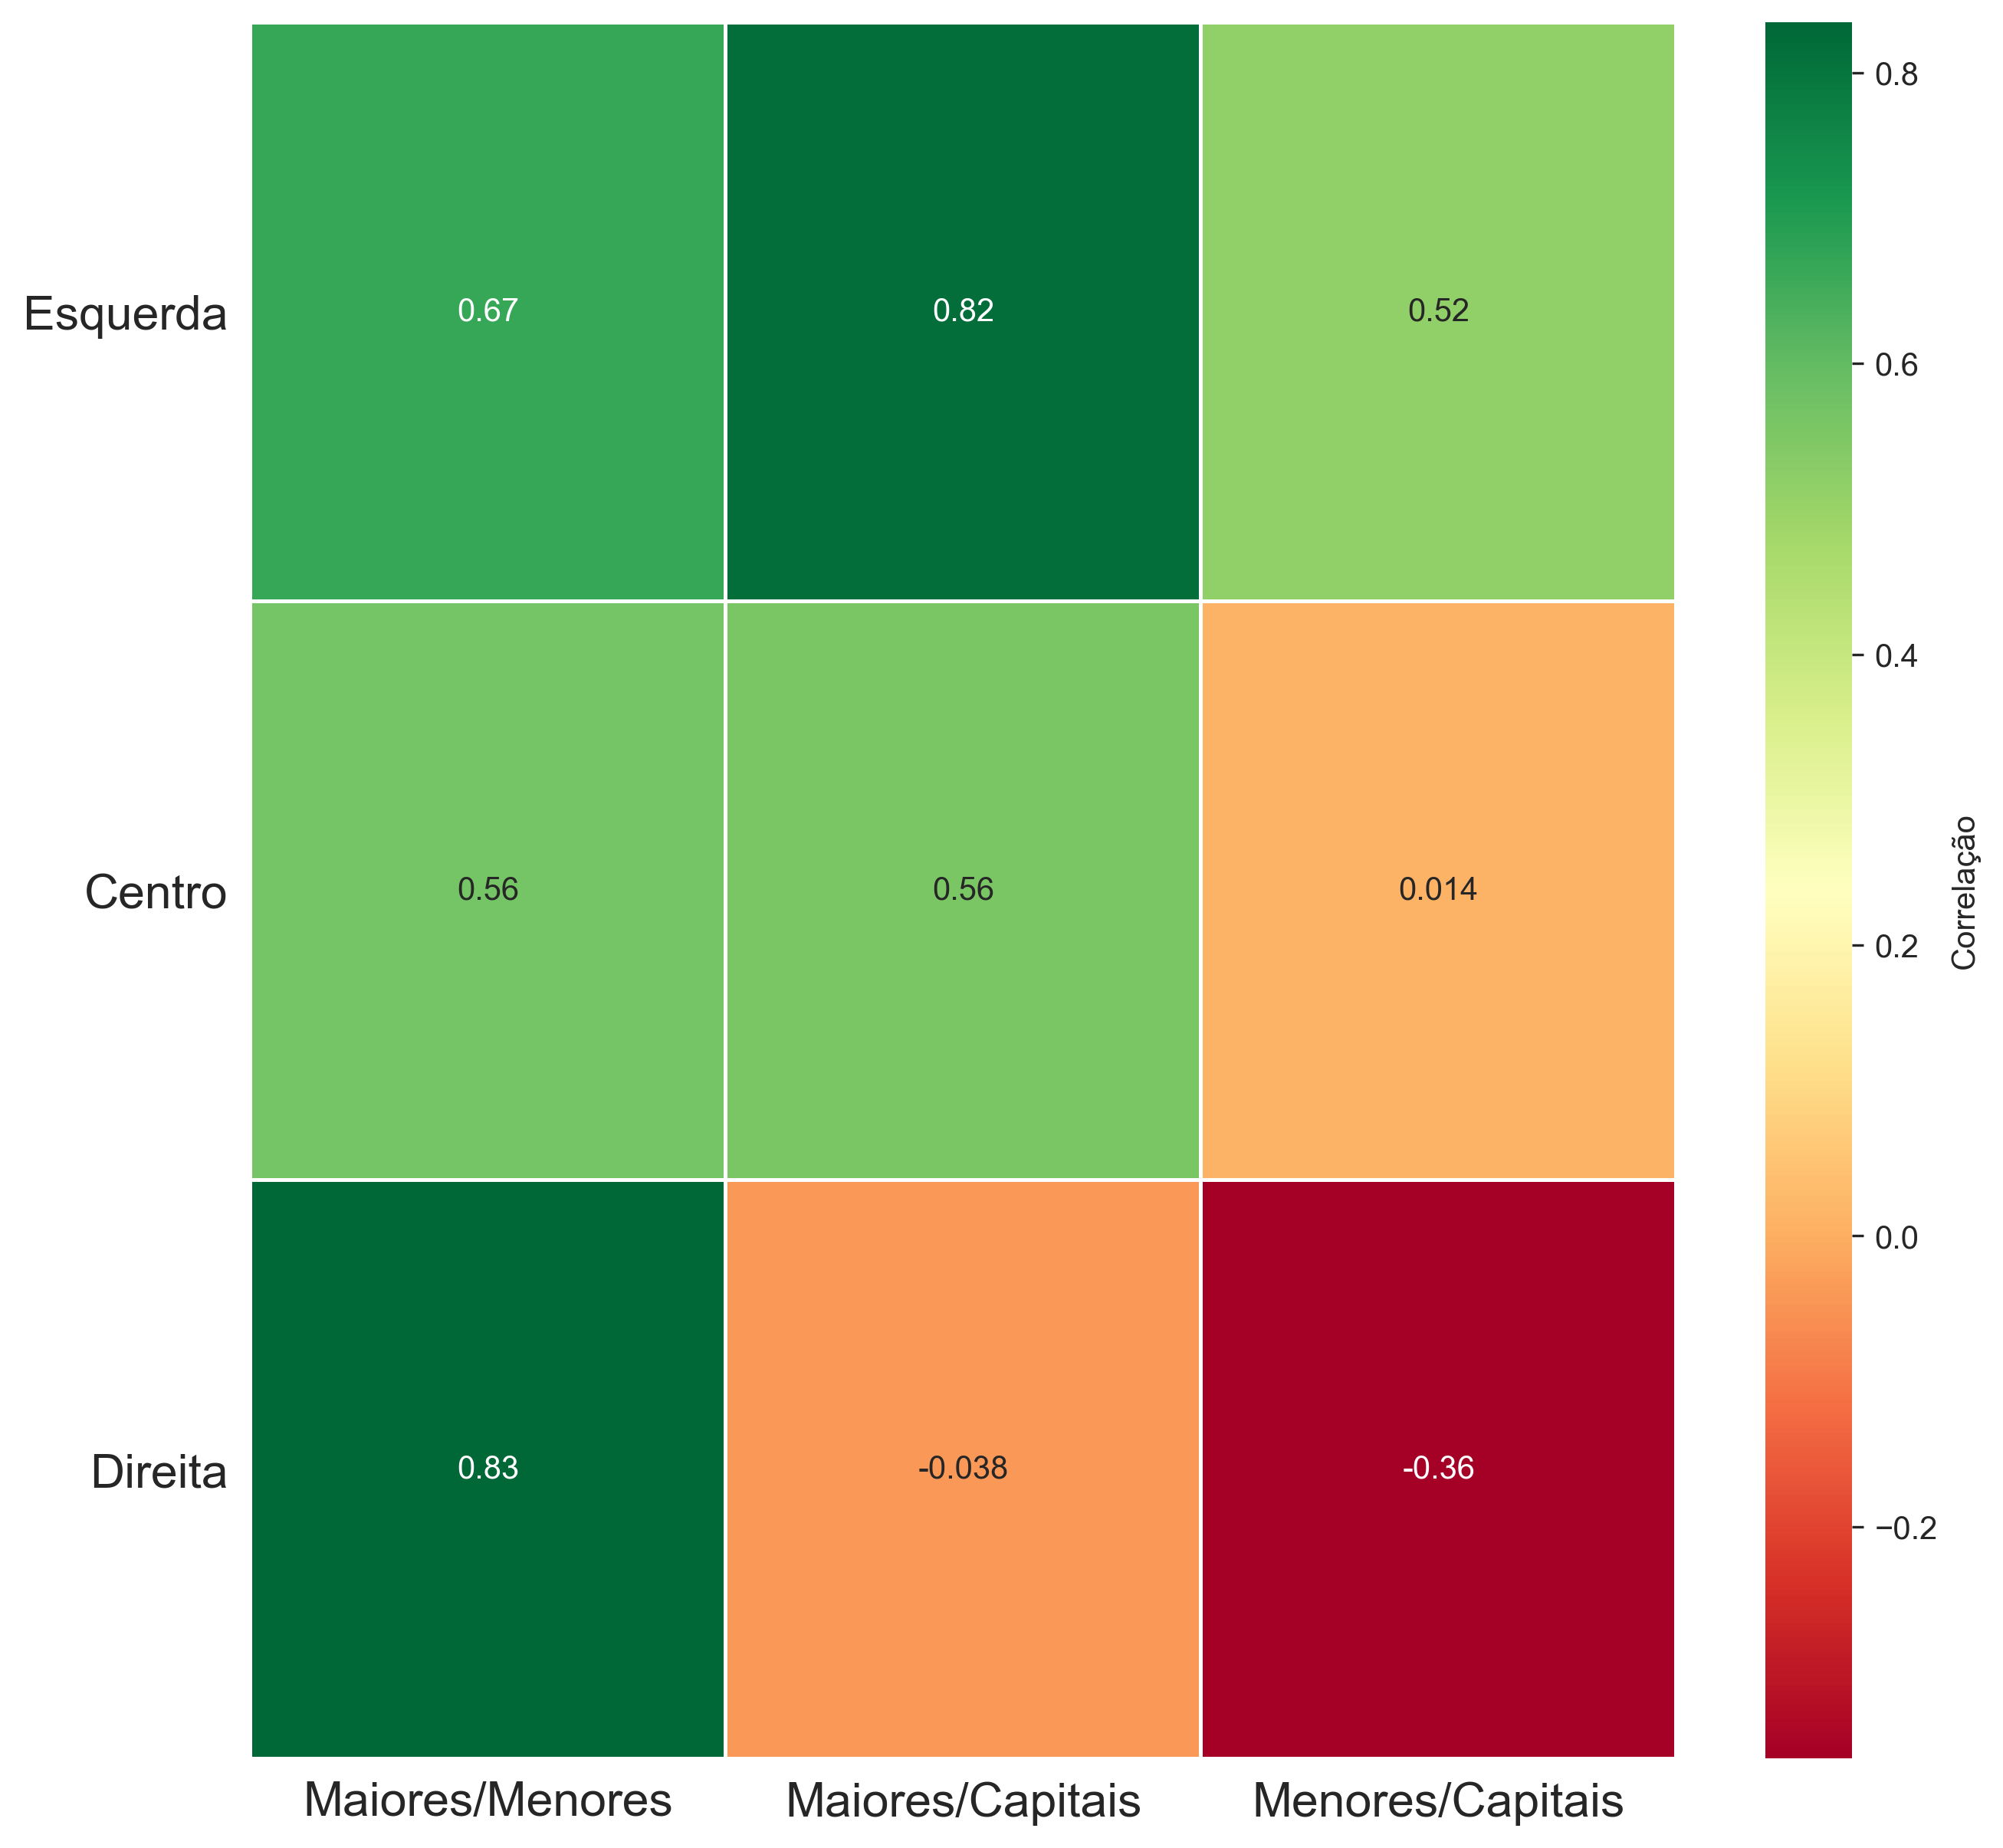 Esquerda 0.67 0.82 0.52
Centro 0.56 0.56 0.014
Direita 0.83 -0.038 -0.36
Maiores/Menores Maiores/Capitais Menores/Capitais
0.8
0.6
0.4
0.2
0.0
−0.2
Correlação